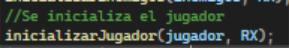 //Se inicializa el jugador
inicializarJugador(jugador, RX);